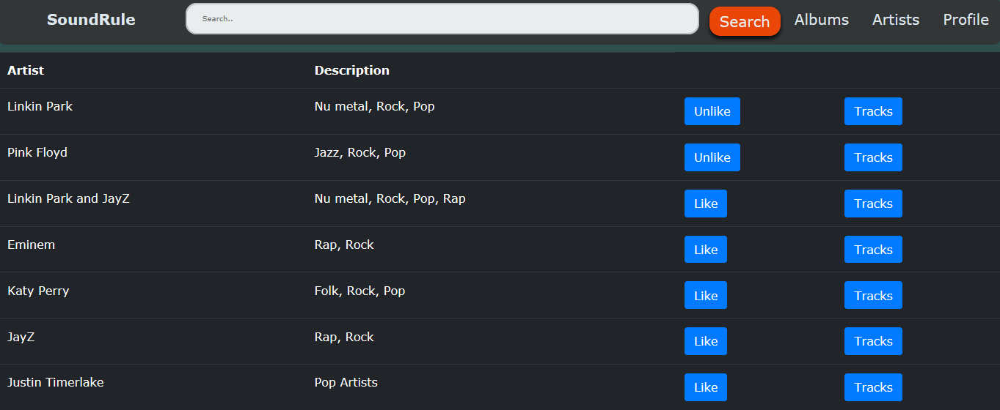 SoundRule Search.. Search Albums Artists Profile
Artist Description
Linkin Park Nu metal, Rock, Pop Unlike Tracks
Pink Floyd Jazz, Rock, Pop Unlike Tracks
Linkin Park and JayZ Nu metal, Rock, Pop, Rap Like Tracks
Eminem Rap, Rock Like Tracks
Katy Perry Folk, Rock, Pop Like Tracks
JayZ Rap, Rock Like Tracks
Justin Timerlake Pop Artists Like Tracks